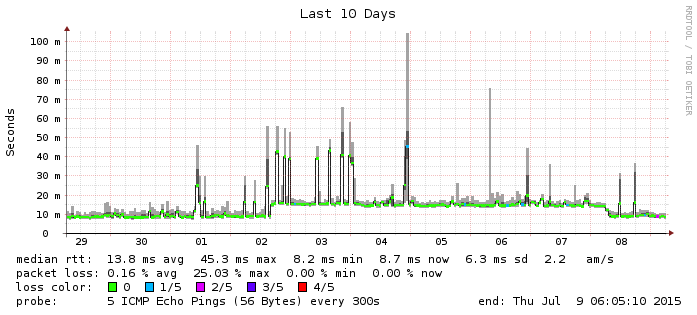 Last 10 Days
RRDTOOL / TOBI OETIKER
Seconds
100 m
90 m
80 m
70 m
60 m
50 m
40 m
30 m
20 m
10 m
0
29 30 01 02 03 04 05 06 07 08
median rtt: 13.8 ms avg 45.3 ms max 8.2 ms min 8.7 ms now 6.3 ms sd 2.2 am/s
packet loss: 0.16 % avg 25.03 % max 0.00 % min 0.00 % now
loss color: 0 1/5 2/5 3/5 4/5
probe: 5 ICMP Echo Pings (56 Bytes) every 300s end: Thu Jul 9 06:05:10 2015